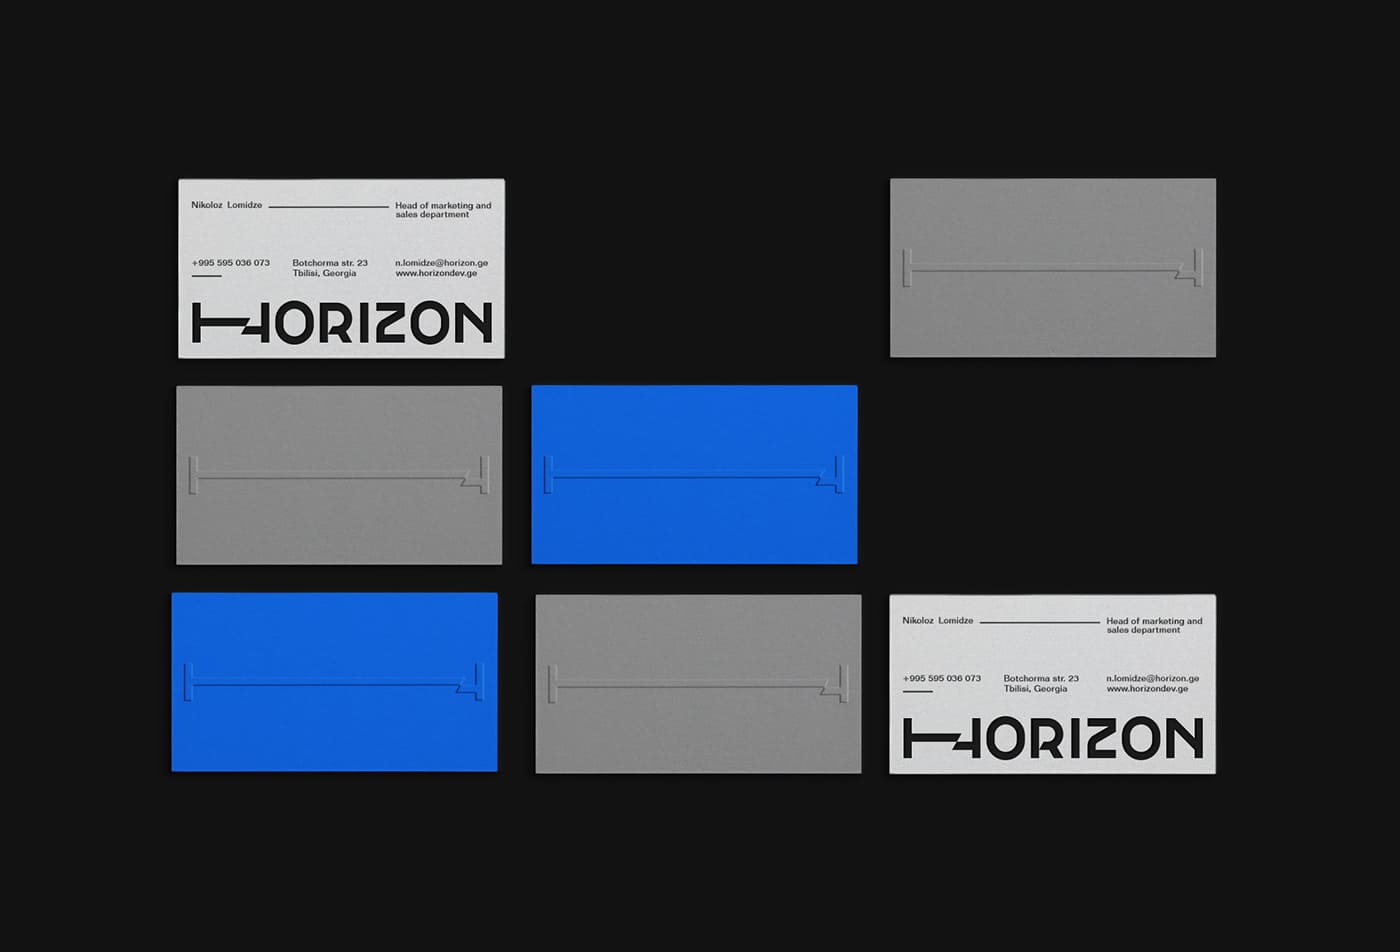 Nikoloz Lomidze
Head of marketing and
sales department
+995 595 036 073
Botchorma str. 23
Tbilisi, Georgia
n.lomidze@horizon.ge
www.horizondev.ge
HORIZON
H
H
H
H
H
Nikoloz Lomidze
Head of marketing and
sales department
+995 595 036 073
Botchorma str. 23
Tbilisi, Georgia
n.lomidze@horizon.ge
www.horizondev.ge
HORIZON